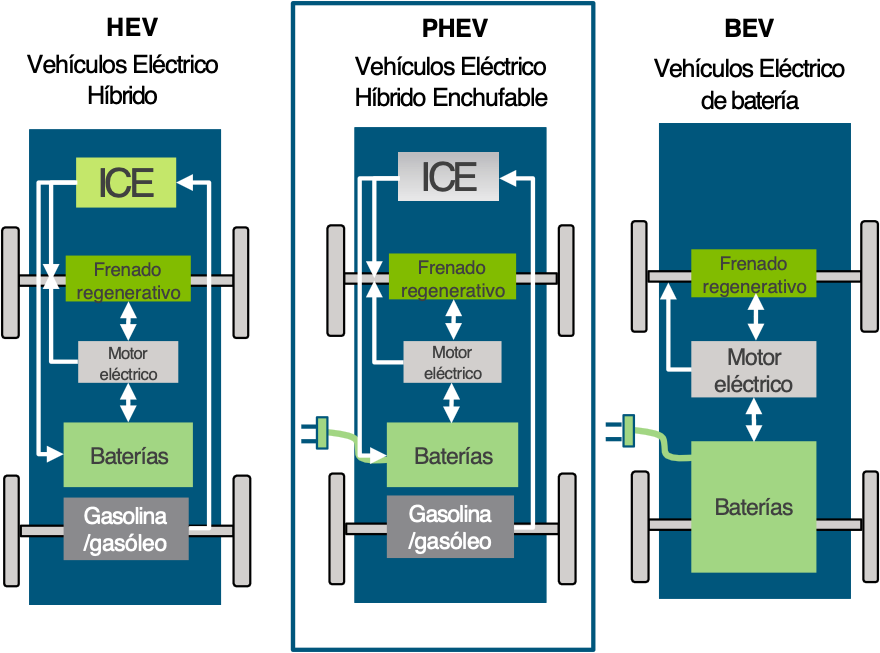 HEV
Vehículos Eléctrico
Híbrido
ICE
Frenado
regenerativo
Motor
eléctrico
Baterías
Gasolina
/gasóleo
PHEV
Vehículos Eléctrico
Híbrido Enchufable
ICE
Frenado
regenerativo
Motor
eléctrico
Baterías
Gasolina
/gasóleo
BEV
Vehículos Eléctrico
de batería
Frenado
regenerativo
Motor
eléctrico
Baterías